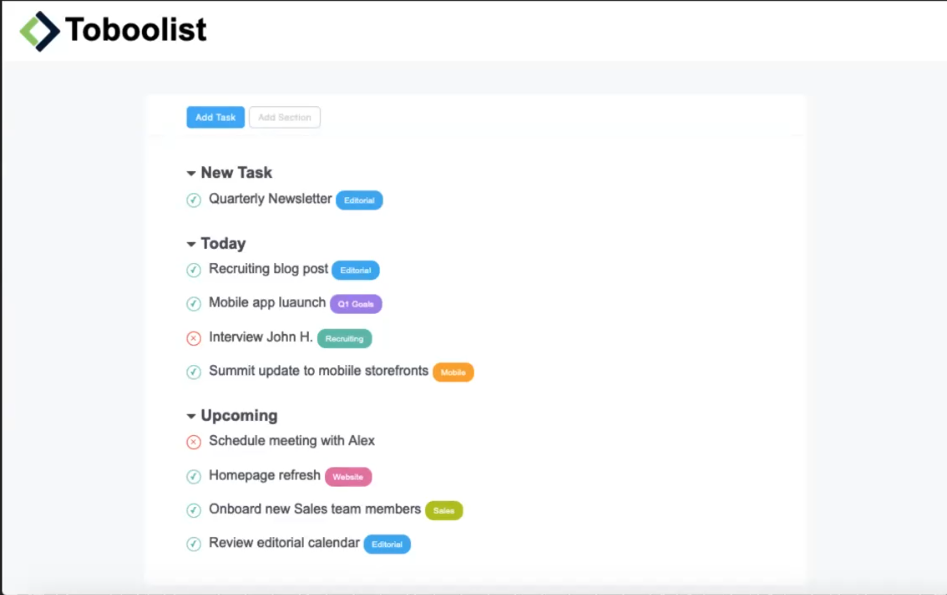 Toboolist
Add Task Add Section
New Task
Quarterly Newsletter Editorial
Today
Recruiting blog post Editorial
Mobile app luaunch Q1 Goals
Interview John H. Recruiting
Summit update to mobiile storefronts Mobile
Upcoming
Schedule meeting with Alex
Homepage refresh Website
Onboard new Sales team members Sales
Review editorial calendar Editorial